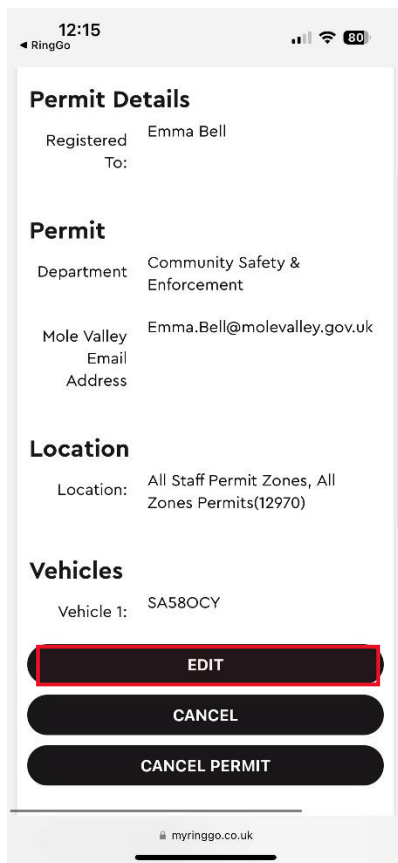 12:15
RingGo
80
Permit Details
Registered To:
Emma Bell
Permit
Department
Community Safety &
Enforcement
Mole Valley
Email
Address
Emma.Bell@molevalley.gov.uk
Location
Location:
All Staff Permit Zones, All
Zones Permits(12970)
Vehicles
Vehicle 1:
SA58OCY
EDIT
CANCEL
CANCEL PERMIT
myringgo.co.uk